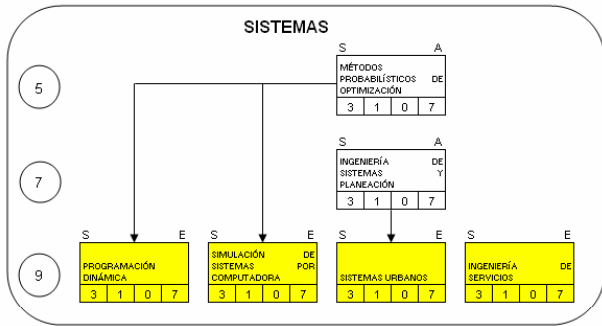 SISTEMAS
S A
MÉTODOS
PROBABILÍSTICOS DE
OPTIMIZACIÓN
3 1 0 7
5
S A
INGENIERÍA DE
SISTEMAS Y
PLANEACIÓN
3 1 0 7
7
S E
PROGRAMACIÓN
DINÁMICA
3 1 0 7
S E
SIMULACIÓN DE
SISTEMAS POR
COMPUTADORA
3 1 0 7
S E
SISTEMAS URBANOS
3 1 0 7
S E
INGENIERÍA DE
SERVICIOS
3 1 0 7
9